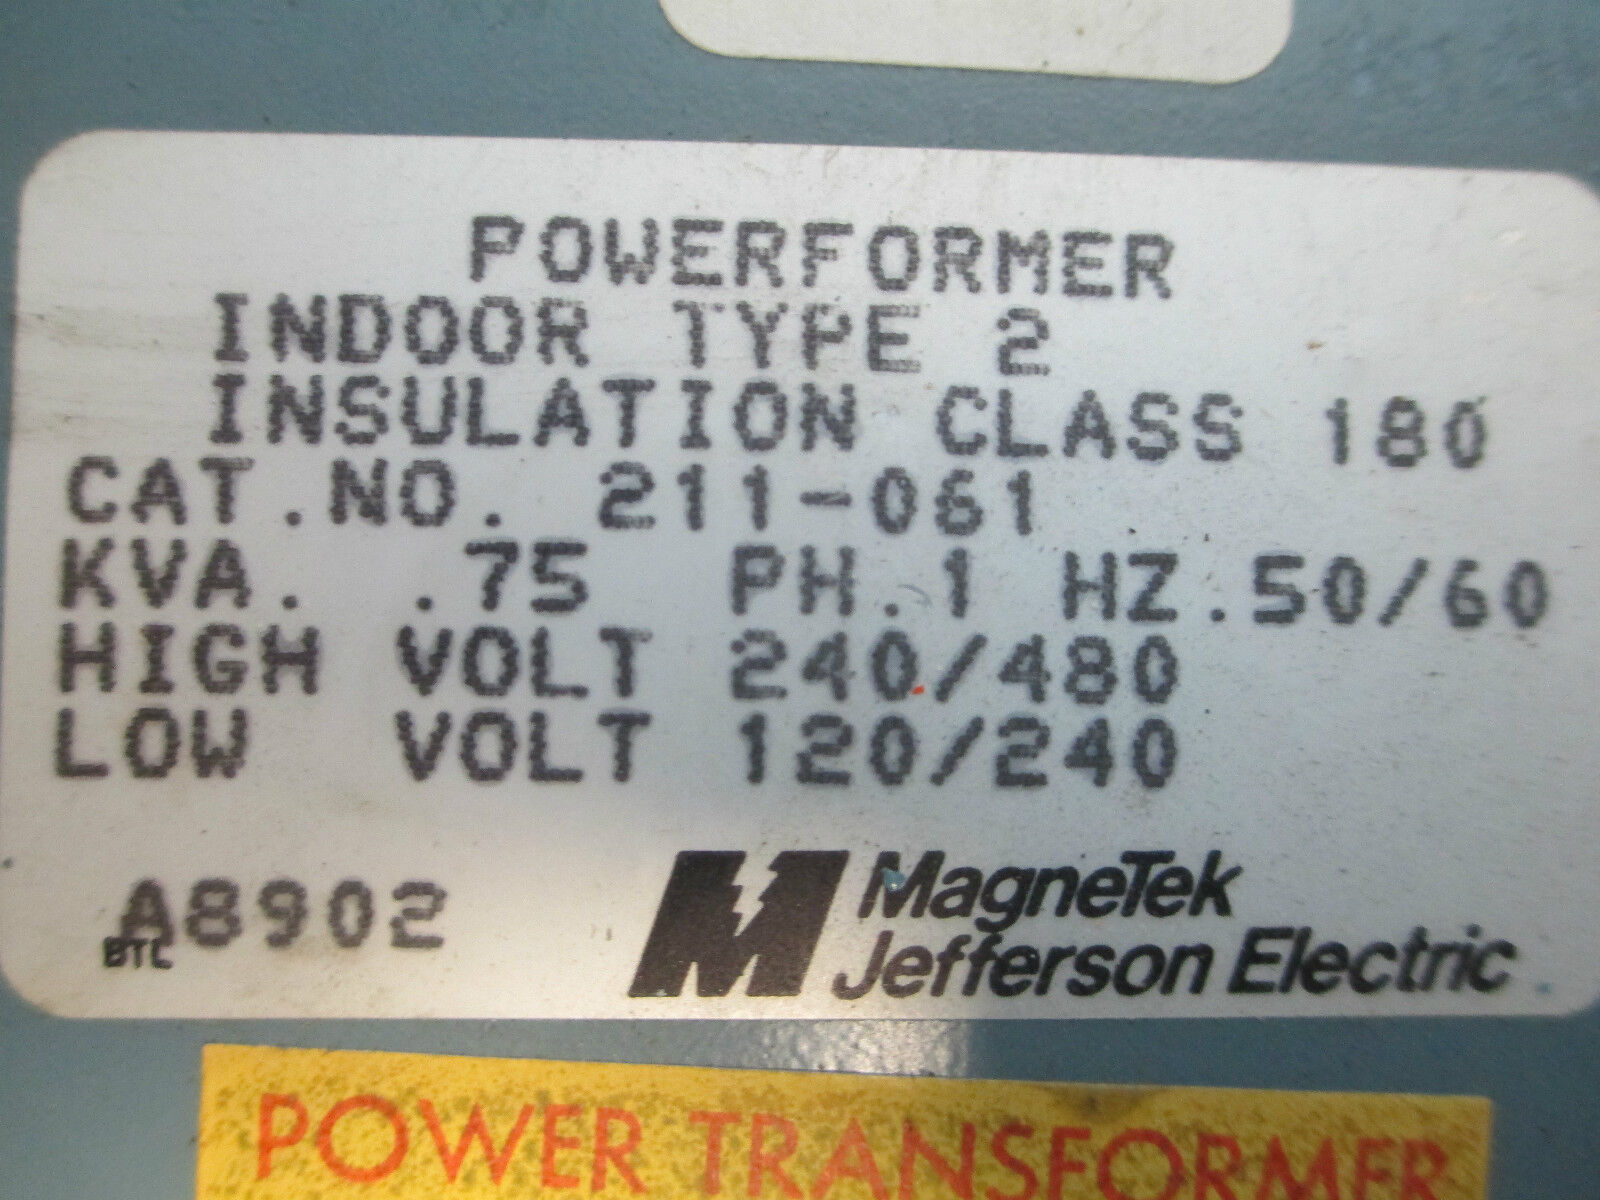 POWERFORMER
INDOOR TYPE 2
INSULATION CLASS 180
CAT.NO. 211-061
KVA. .75 PH.1 HZ.50/60
HIGH VOLT 240/480
LOW VOLT 120/240
A8902
BTC
MagneTek
Jefferson Electric
POWER TRANSFORMER